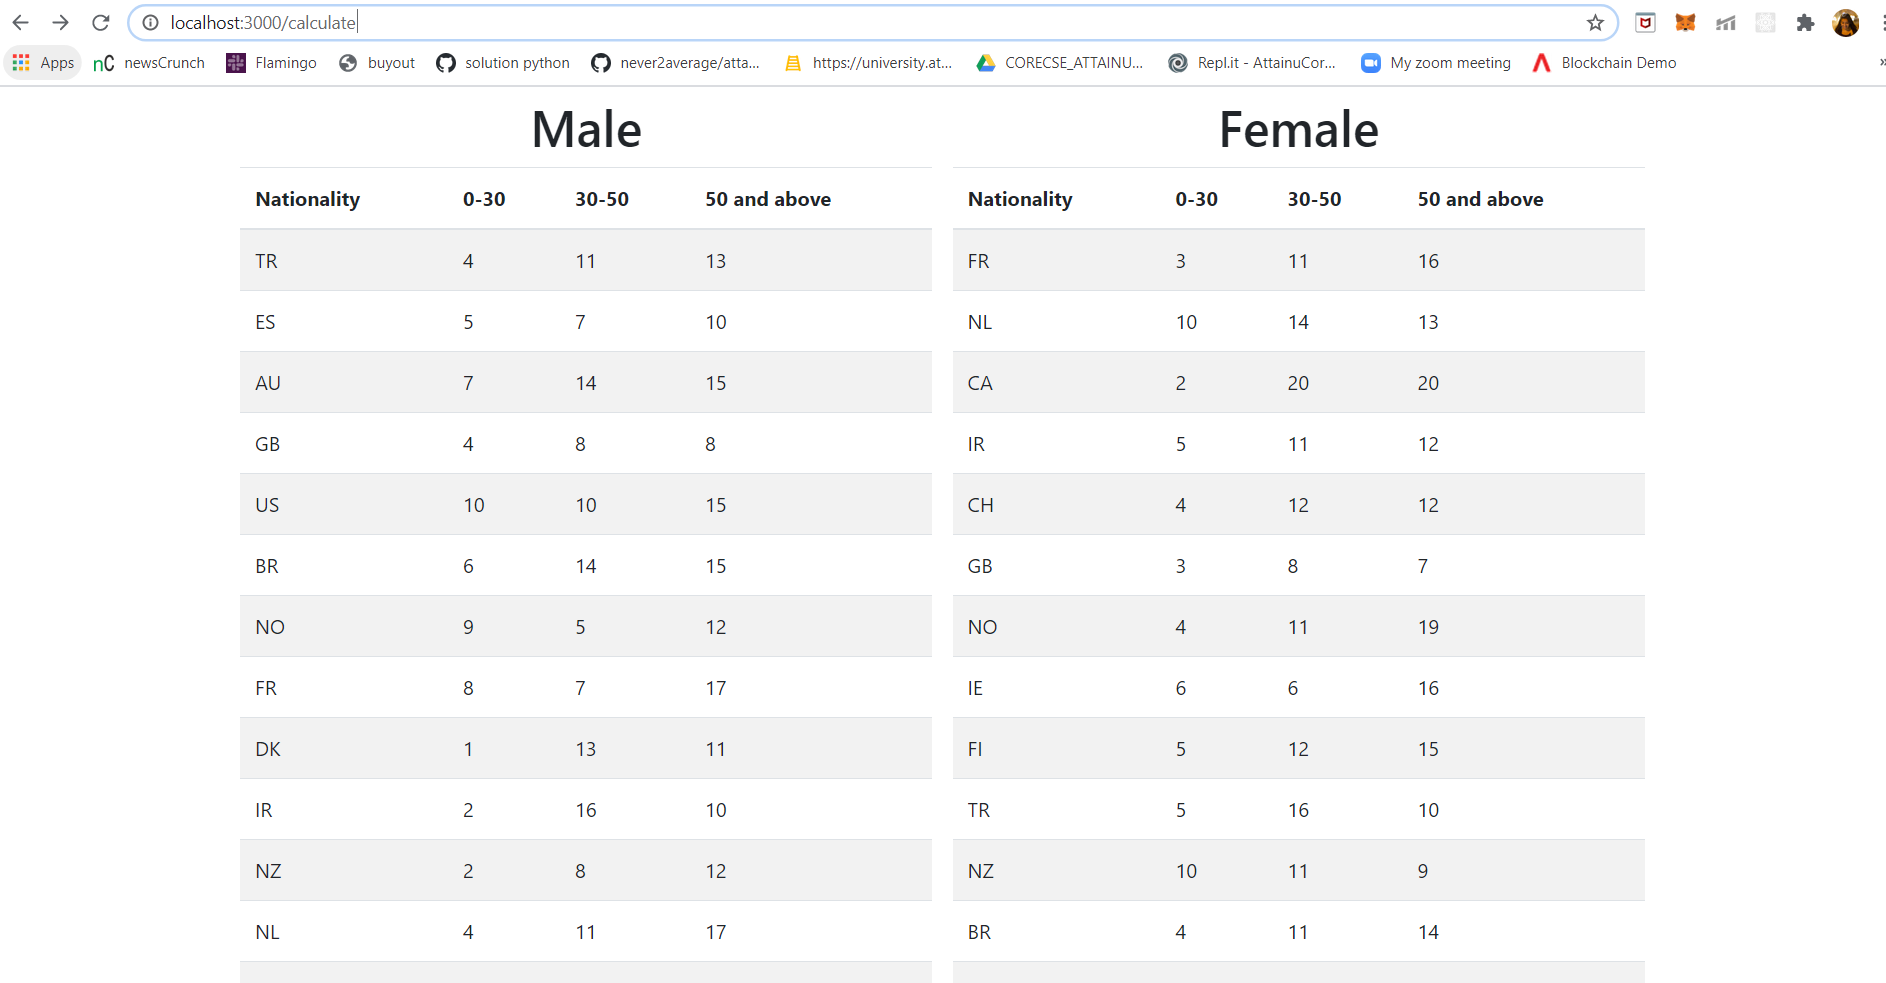 localhost:3000/calculate
Apps nC newsCrunch Flamingo buyout solution python never2average/atta... https://university.at... CORECSE_ATTAINU... Repl.it - AttainuCor... My zoom meeting Blockchain Demo »
Male
Nationality 0-30 30-50 50 and above
TR 4 11 13
ES 5 7 10
AU 7 14 15
GB 4 8 8
US 10 10 15
BR 6 14 15
NO 9 5 12
FR 8 7 17
DK 1 13 11
IR 2 16 10
NZ 2 8 12
NL 4 11 17
Female
Nationality 0-30 30-50 50 and above
FR 3 11 16
NL 10 14 13
CA 2 20 20
IR 5 11 12
CH 4 12 12
GB 3 8 7
NO 4 11 19
IE 6 6 16
FI 5 12 15
TR 5 16 10
NZ 10 11 9
BR 4 11 14